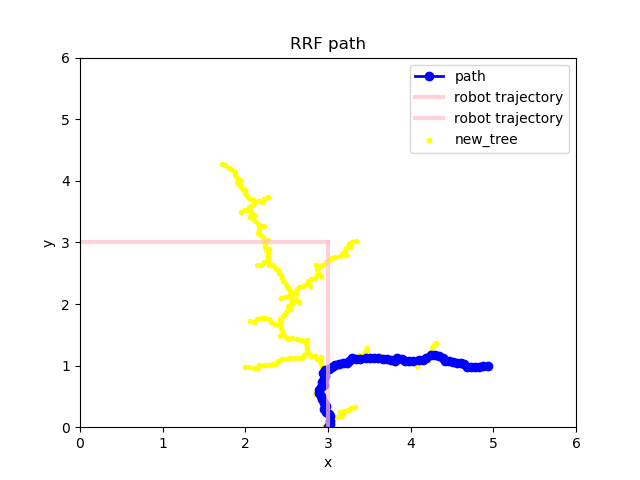 RRF path
path
robot trajectory
robot trajectory
new_tree
6
5
4
3
2
1
0
y
0 1 2 3 4 5 6
x